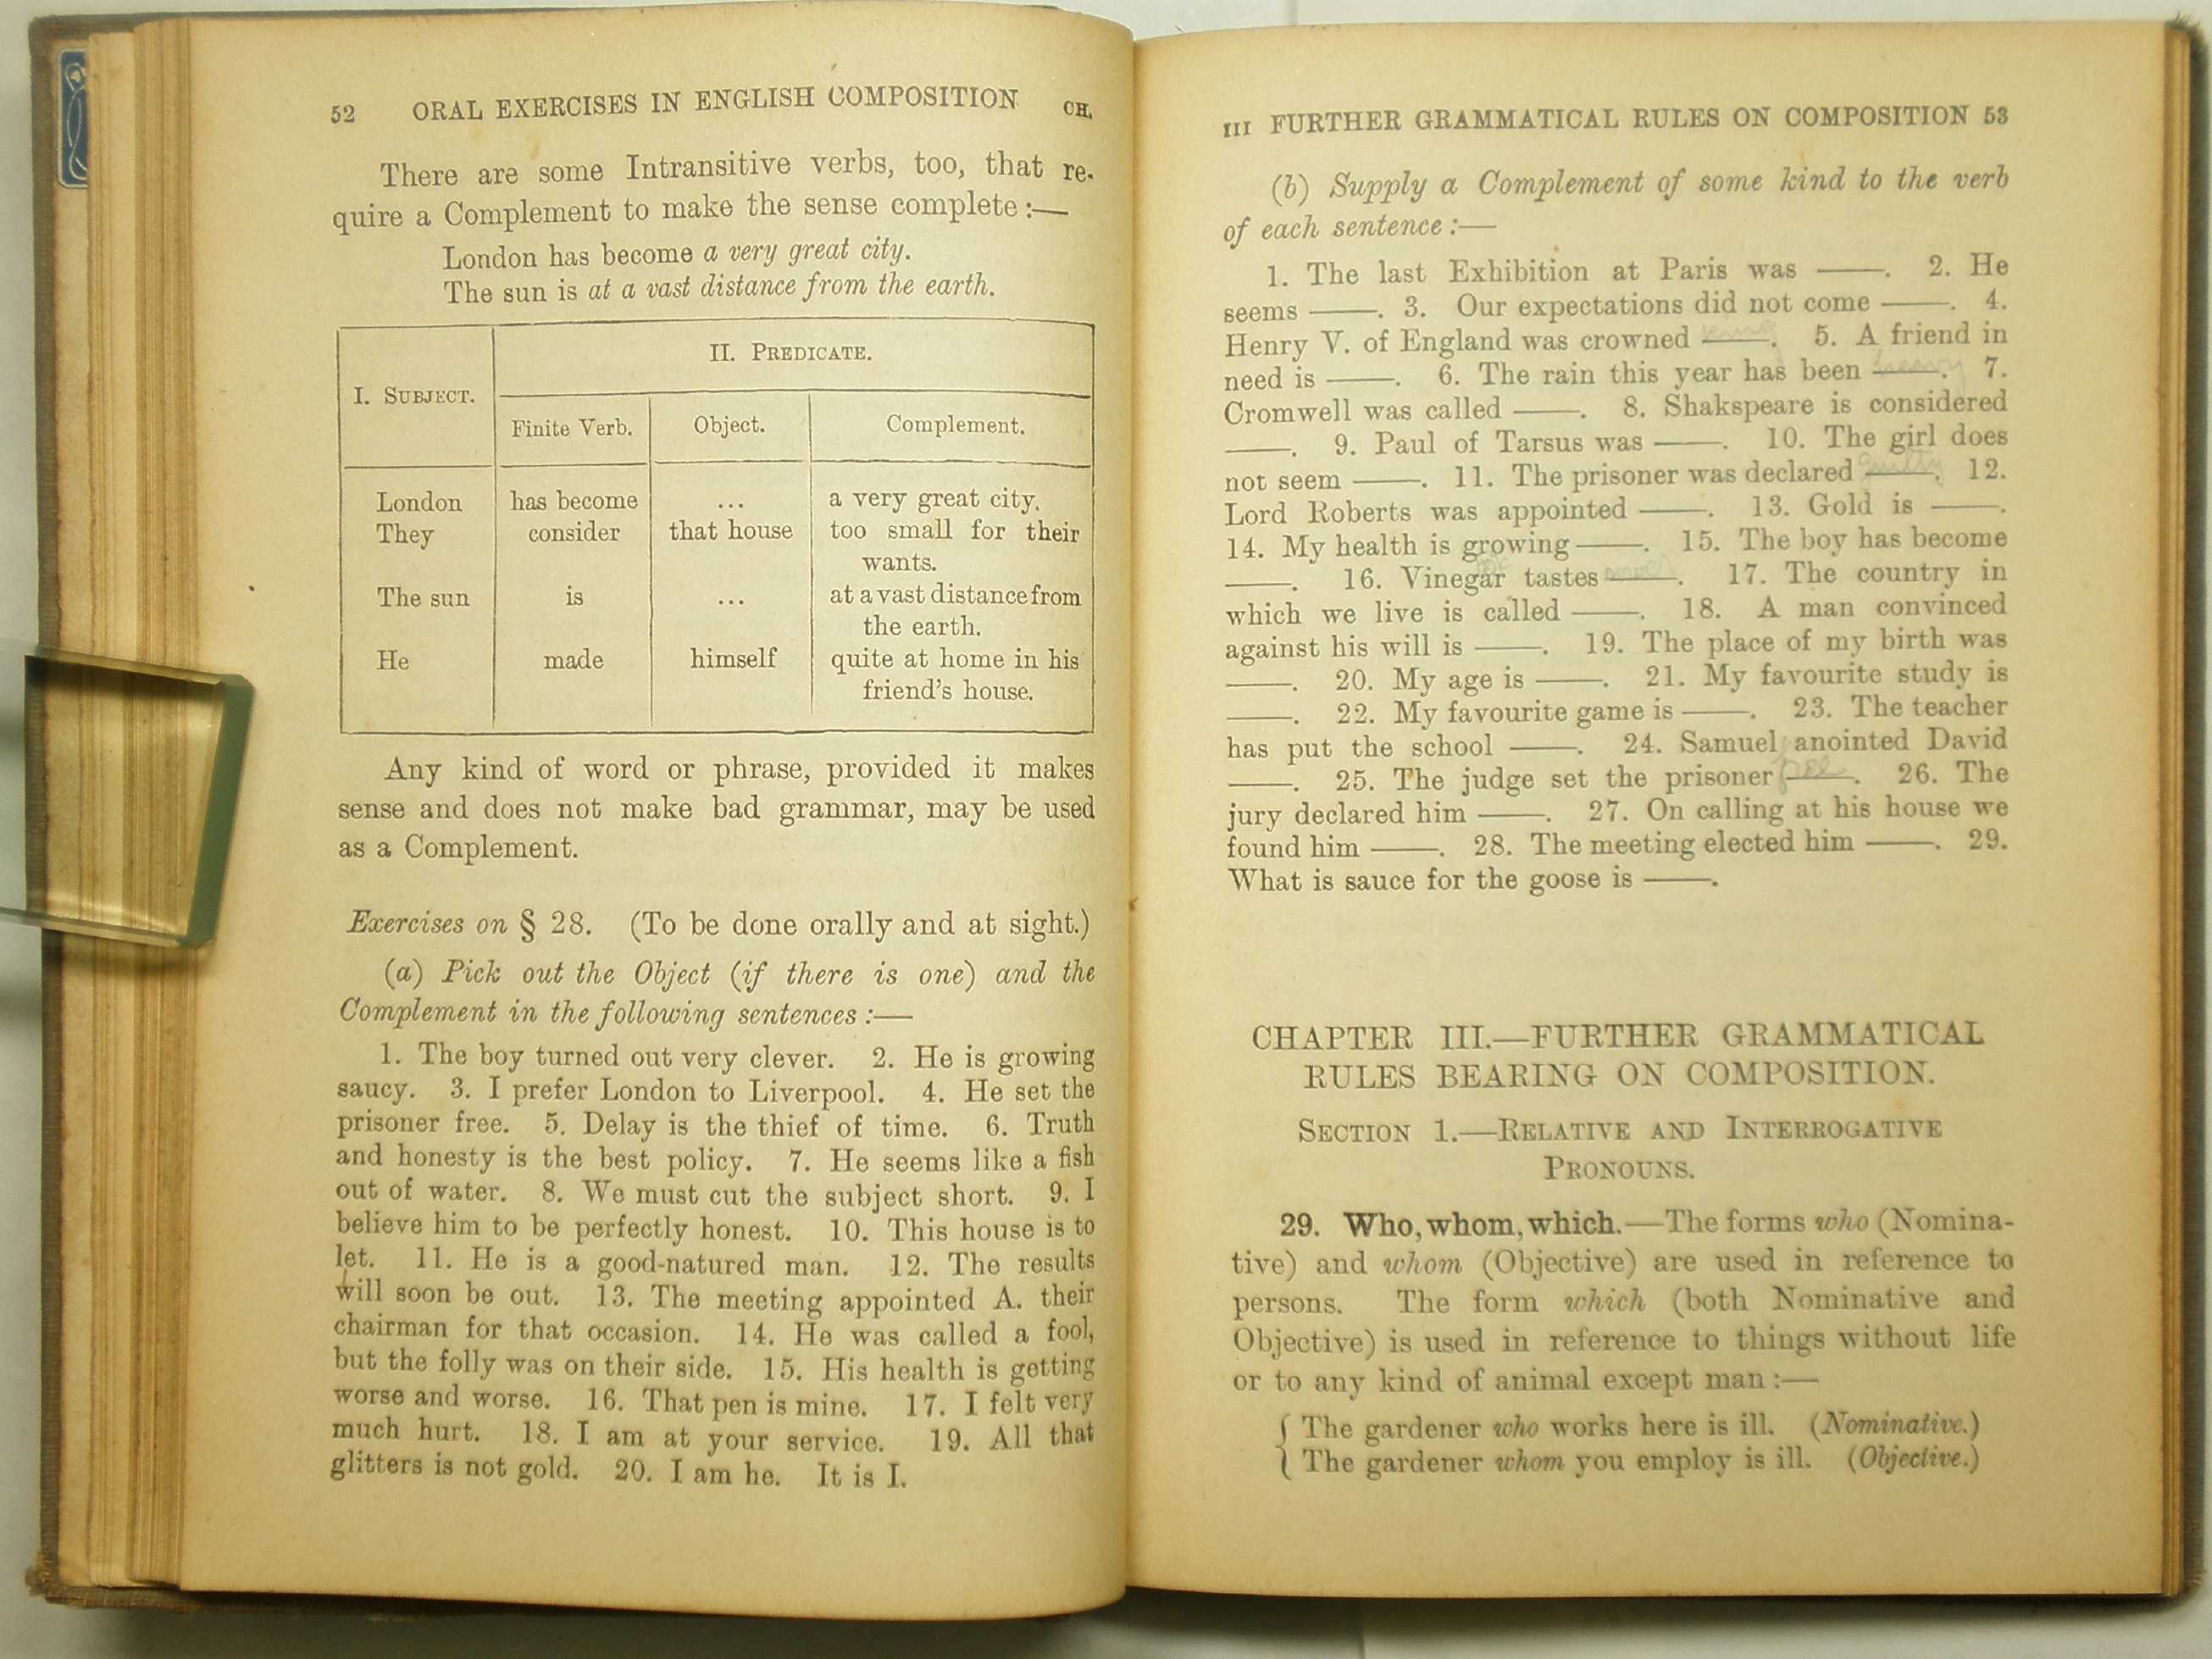 52 ORAL EXERCISES IN ENGLISH COMPOSITION CH.
There are some Intransitive verbs, too, that re-
quire a Complement to make the sense complete :—
London has become a very great city.
The sun is at a vast distance from the earth.
I. SUBJECT.
II. PREDICATE.
Finite Verb. Object. Complement.
London has become ... a very great city.
They consider that house too small for their
wants.
The sun is ... at a vast distance from
the earth.
He made himself quite at home in his
friend's house.
Any kind of word or phrase, provided it makes
sense and does not make bad grammar, may be used
as a Complement.
Exercises on § 28. (To be done orally and at sight.)
(a) Pick out the Object (if there is one) and the
Complement in the following sentences :—
1. The boy turned out very clever. 2. He is growing
saucy. 3. I prefer London to Liverpool. 4. He set the
prisoner free. 5. Delay is the thief of time. 6. Truth
and honesty is the best policy. 7. He seems like a fish
out of water. 8. We must cut the subject short. 9. I
believe him to be perfectly honest. 10. This house is to
let. 11. He is a good-natured man. 12. The results
will soon be out. 13. The meeting appointed A. their
chairman for that occasion. 14. He was called a fool,
but the folly was on their side. 15. His health is getting
worse and worse. 16. That pen is mine. 17. I felt very
much hurt. 18. I am at your service. 19. All that
glitters is not gold. 20. I am he. It is I.
III FURTHER GRAMMATICAL RULES ON COMPOSITION 53
(b) Supply a Complement of some kind to the verb
of each sentence :—
1. The last Exhibition at Paris was ——. 2. He
seems ——. 3. Our expectations did not come ——. 4.
Henry V. of England was crowned —— king. 5. A friend in
need is ——. 6. The rain this year has been —— heavy. 7.
Cromwell was called ——. 8. Shakspeare is considered
——. 9. Paul of Tarsus was ——. 10. The girl does
not seem ——. 11. The prisoner was declared —— guilty. 12.
Lord Roberts was appointed ——. 13. Gold is ——.
14. My health is growing ——. 15. The boy has become
——. 16. Vinegar tastes ——. 17. The country in
which we live is called ——. 18. A man convinced
against his will is ——. 19. The place of my birth was
——. 20. My age is ——. 21. My favourite study is
——. 22. My favourite game is ——. 23. The teacher
has put the school ——. 24. Samuel anointed David
——. 25. The judge set the prisoner —— free. 26. The
jury declared him ——. 27. On calling at his house we
found him ——. 28. The meeting elected him ——. 29.
What is sauce for the goose is ——.
CHAPTER III.—FURTHER GRAMMATICAL
RULES BEARING ON COMPOSITION.
SECTION 1.—RELATIVE AND INTERROGATIVE
PRONOUNS.
29. Who, whom, which.—The forms who (Nomina-
tive) and whom (Objective) are used in reference to
persons. The form which (both Nominative and
Objective) is used in reference to things without life
or to any kind of animal except man :—
{ The gardener who works here is ill. (Nominative.)
{ The gardener whom you employ is ill. (Objective.)